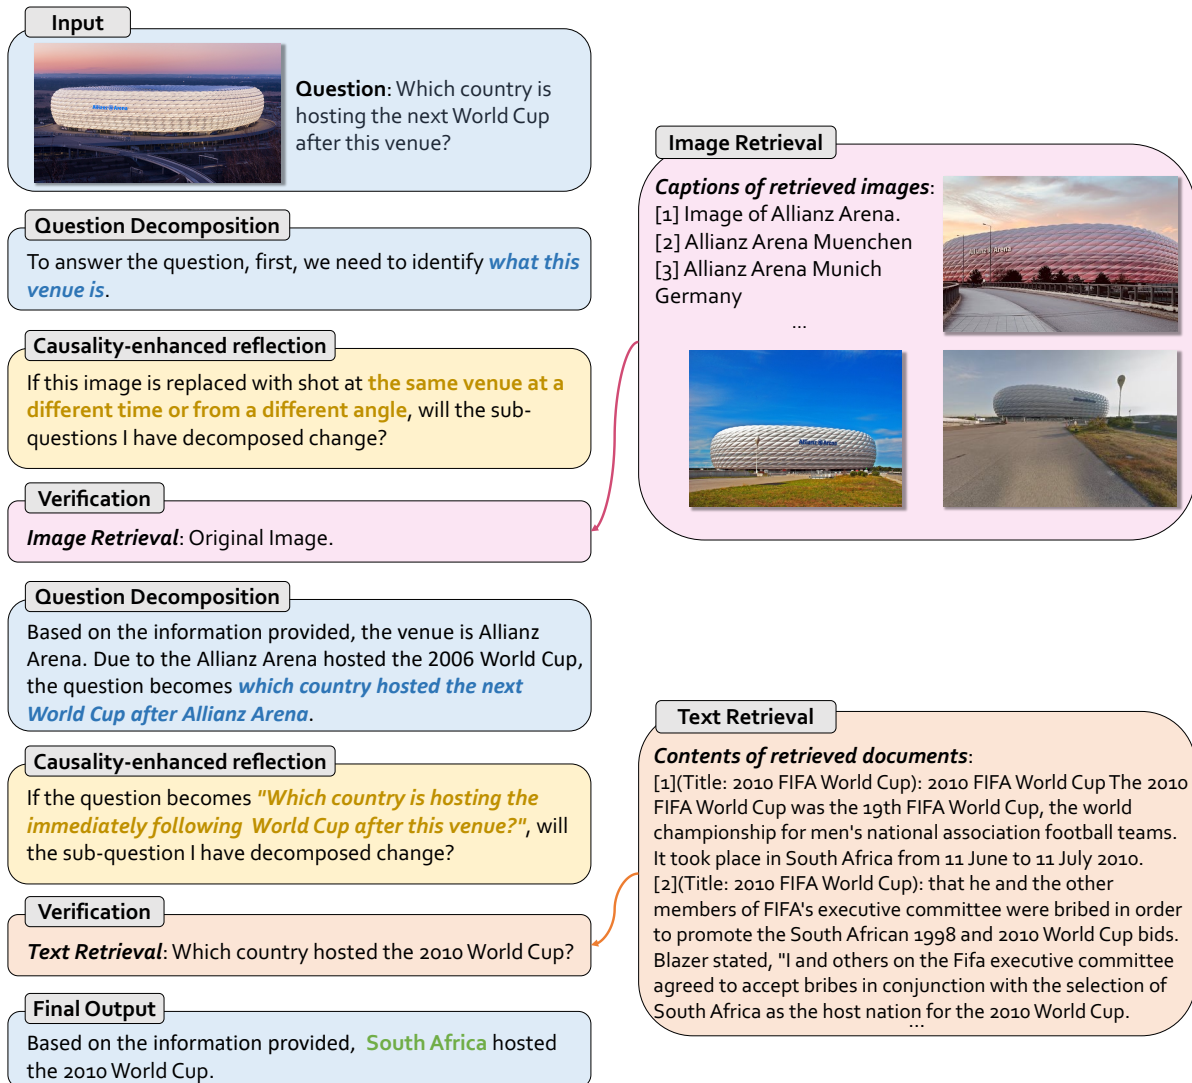 Input
Allianz Arena
Question: Which country is
hosting the next World Cup
after this venue?
Question Decomposition
To answer the question, first, we need to identify what this
venue is.
Causality-enhanced reflection
If this image is replaced with shot at the same venue at a
different time or from a different angle, will the sub-
questions I have decomposed change?
Verification
Image Retrieval: Original Image.
Question Decomposition
Based on the information provided, the venue is Allianz
Arena. Due to the Allianz Arena hosted the 2006 World Cup,
the question becomes which country hosted the next
World Cup after Allianz Arena.
Causality-enhanced reflection
If the question becomes "Which country is hosting the
immediately following World Cup after this venue?", will
the sub-question I have decomposed change?
Verification
Text Retrieval: Which country hosted the 2010 World Cup?
Final Output
Based on the information provided, South Africa hosted
the 2010 World Cup.
Image Retrieval
Captions of retrieved images:
[1] Image of Allianz Arena.
[2] Allianz Arena Muenchen
[3] Allianz Arena Munich
Germany
...
Allianz Arena
Allianz Arena
Text Retrieval
Contents of retrieved documents:
[1](Title: 2010 FIFA World Cup): 2010 FIFA World Cup The 2010
FIFA World Cup was the 19th FIFA World Cup, the world
championship for men's national association football teams.
It took place in South Africa from 11 June to 11 July 2010.
[2](Title: 2010 FIFA World Cup): that he and the other
members of FIFA's executive committee were bribed in order
to promote the South African 1998 and 2010 World Cup bids.
Blazer stated, "I and others on the Fifa executive committee
agreed to accept bribes in conjunction with the selection of
South Africa as the host nation for the 2010 World Cup.
...